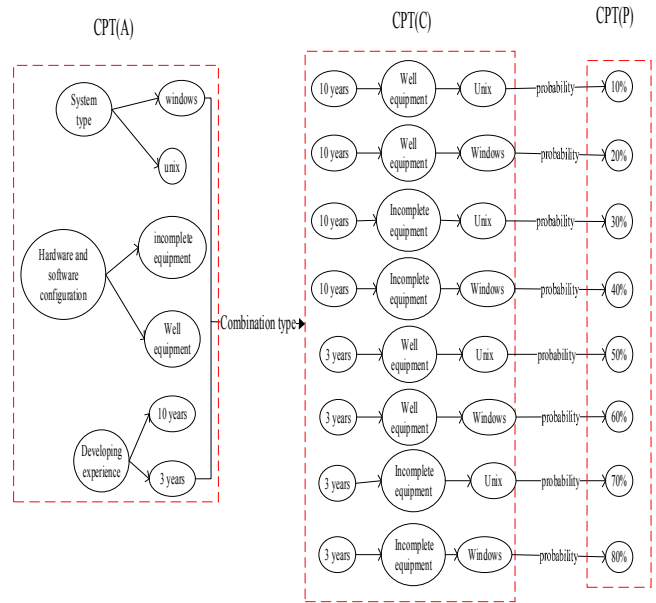 CPT(A)
CPT(C)
CPT(P)
System
type
windows
unix
Hardware and
software
configuration
incomplete
equipment
Well
equipment
Developing
experience
10 years
3 years
Combination type
10 years
Well
equipment
Unix
probability
10%
10 years
Well
equipment
Windows
probability
20%
10 years
Incomplete
equipment
Unix
probability
30%
10 years
Incomplete
equipment
Windows
probability
40%
3 years
Well
equipment
Unix
probability
50%
3 years
Well
equipment
Windows
probability
60%
3 years
Incomplete
equipment
Unix
probability
70%
3 years
Incomplete
equipment
Windows
probability
80%